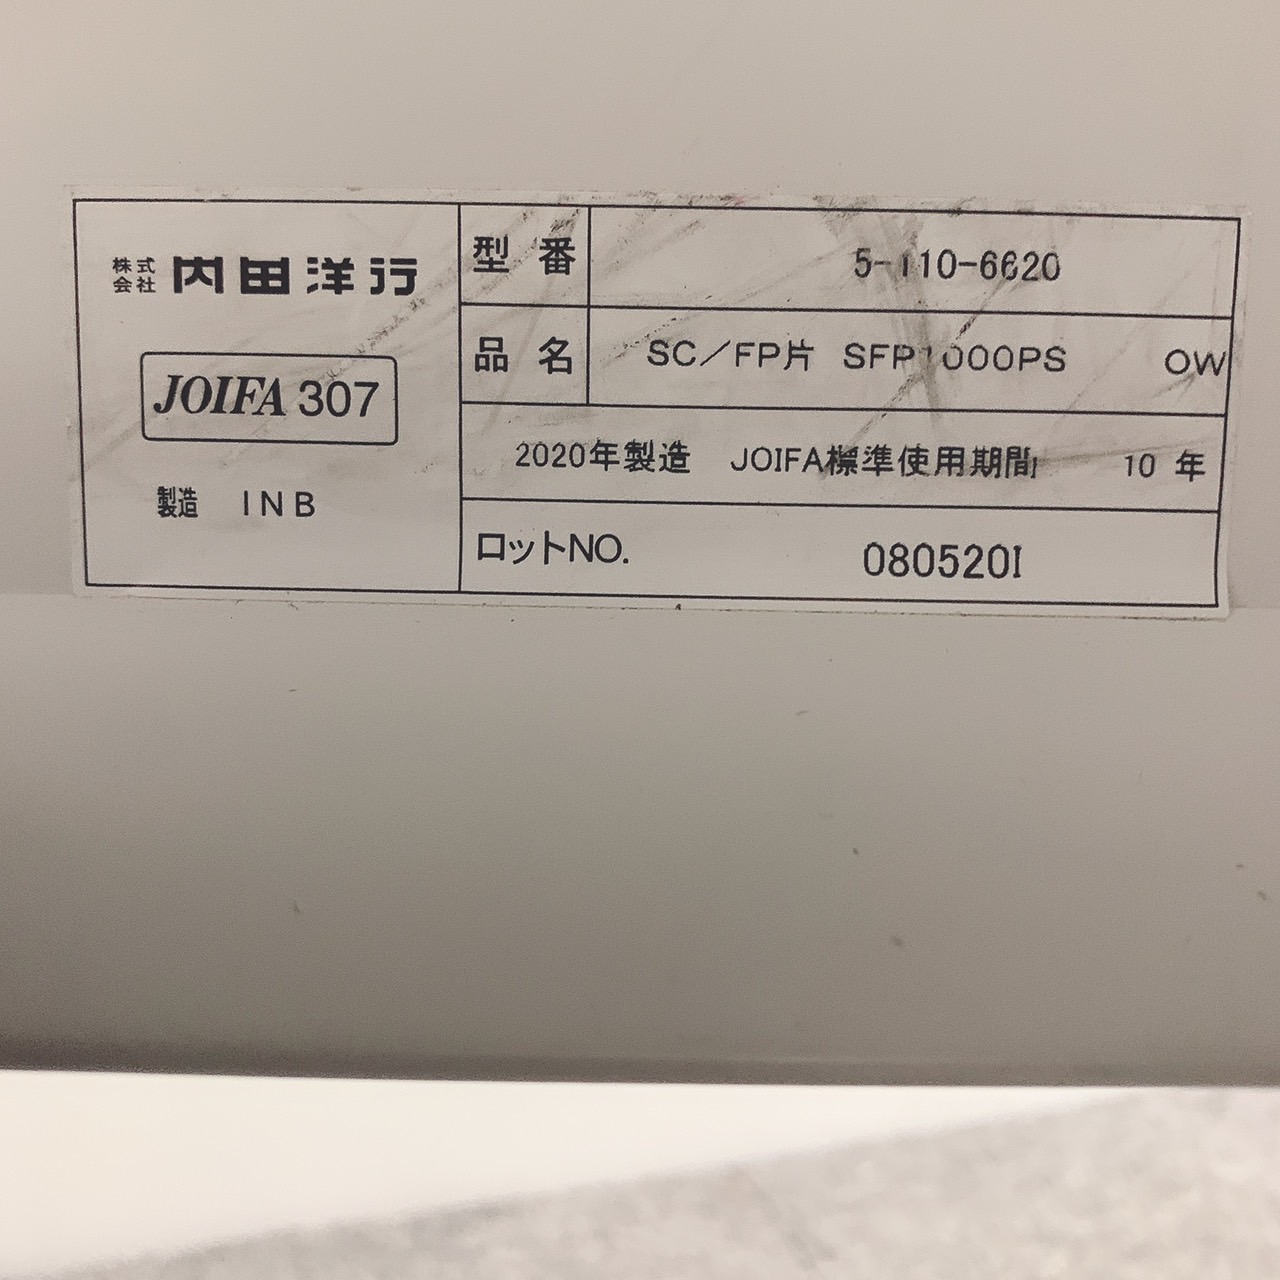 株式会社 内田洋行
JOIFA 307
製造 INB
型番 5-110-6620
品名 SC／FP片 SFP1000PS OW
2020年製造 JOIFA標準使用期間 10年
ロットNO. 080520I